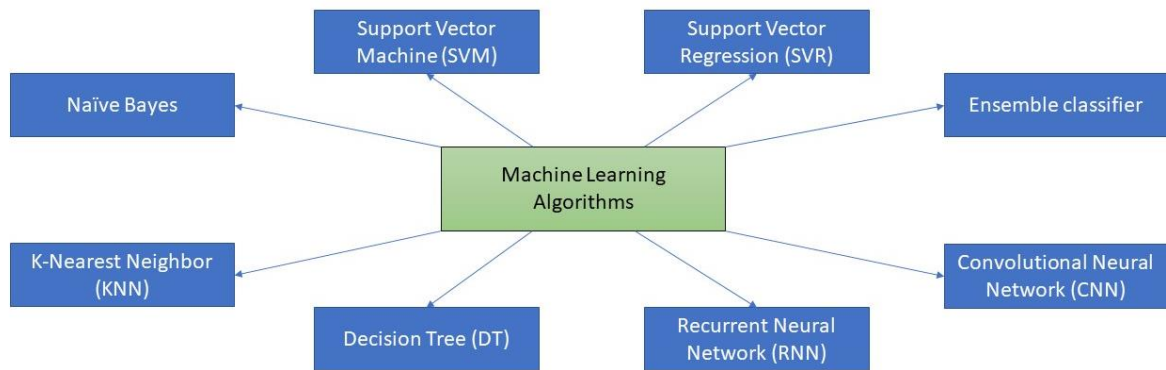 Support Vector
Machine (SVM)
Support Vector
Regression (SVR)
Naïve Bayes
Ensemble classifier
Machine Learning
Algorithms
K-Nearest Neighbor
(KNN)
Convolutional Neural
Network (CNN)
Decision Tree (DT)
Recurrent Neural
Network (RNN)